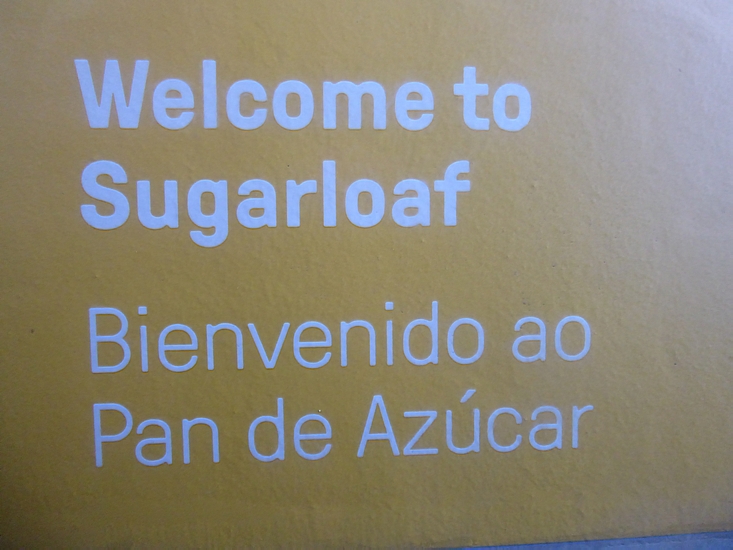 Welcome to
Sugarloaf
Bienvenido ao
Pan de Azúcar